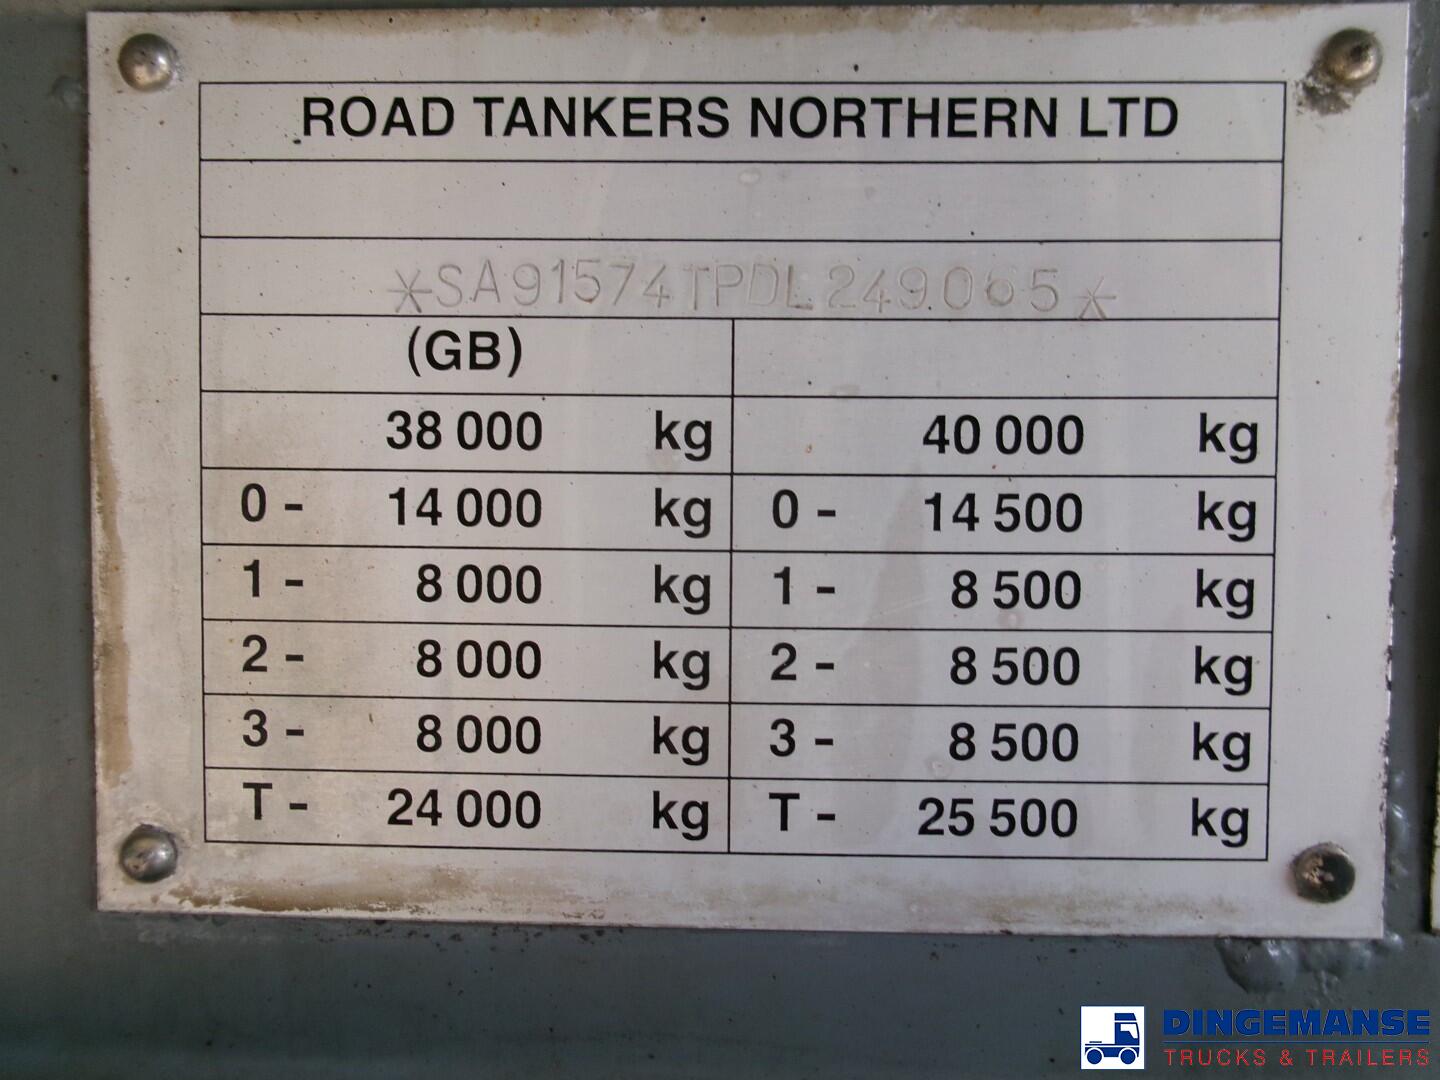 ROAD TANKERS NORTHERN LTD
*SA91574TPDL249065*
(GB)
38 000 kg 40 000 kg
0 - 14 000 kg 0 - 14 500 kg
1 - 8 000 kg 1 - 8 500 kg
2 - 8 000 kg 2 - 8 500 kg
3 - 8 000 kg 3 - 8 500 kg
T - 24 000 kg T - 25 500 kg
DINGEMANSE
TRUCKS & TRAILERS